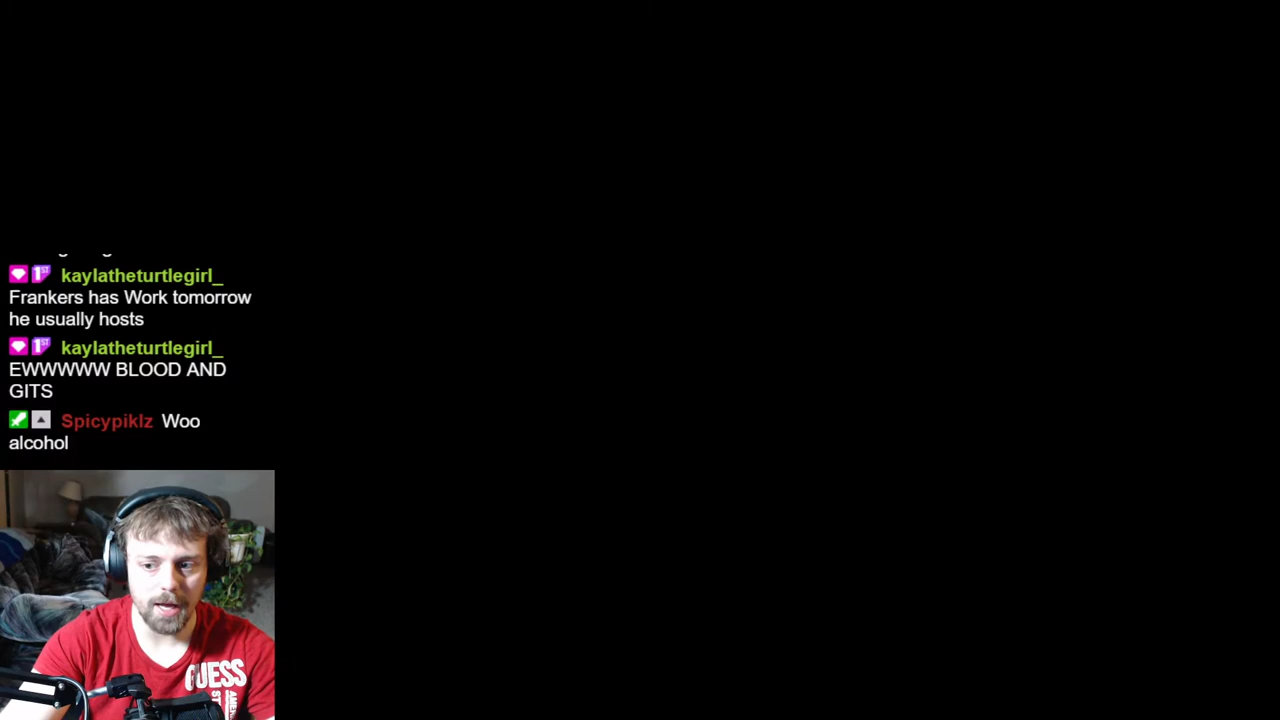 kaylatheturtlegirl_
Frankers has Work tomorrow
he usually hosts
kaylatheturtlegirl_
EWWWWW BLOOD AND
GITS
Spicypiklz Woo
alcohol
GUESS